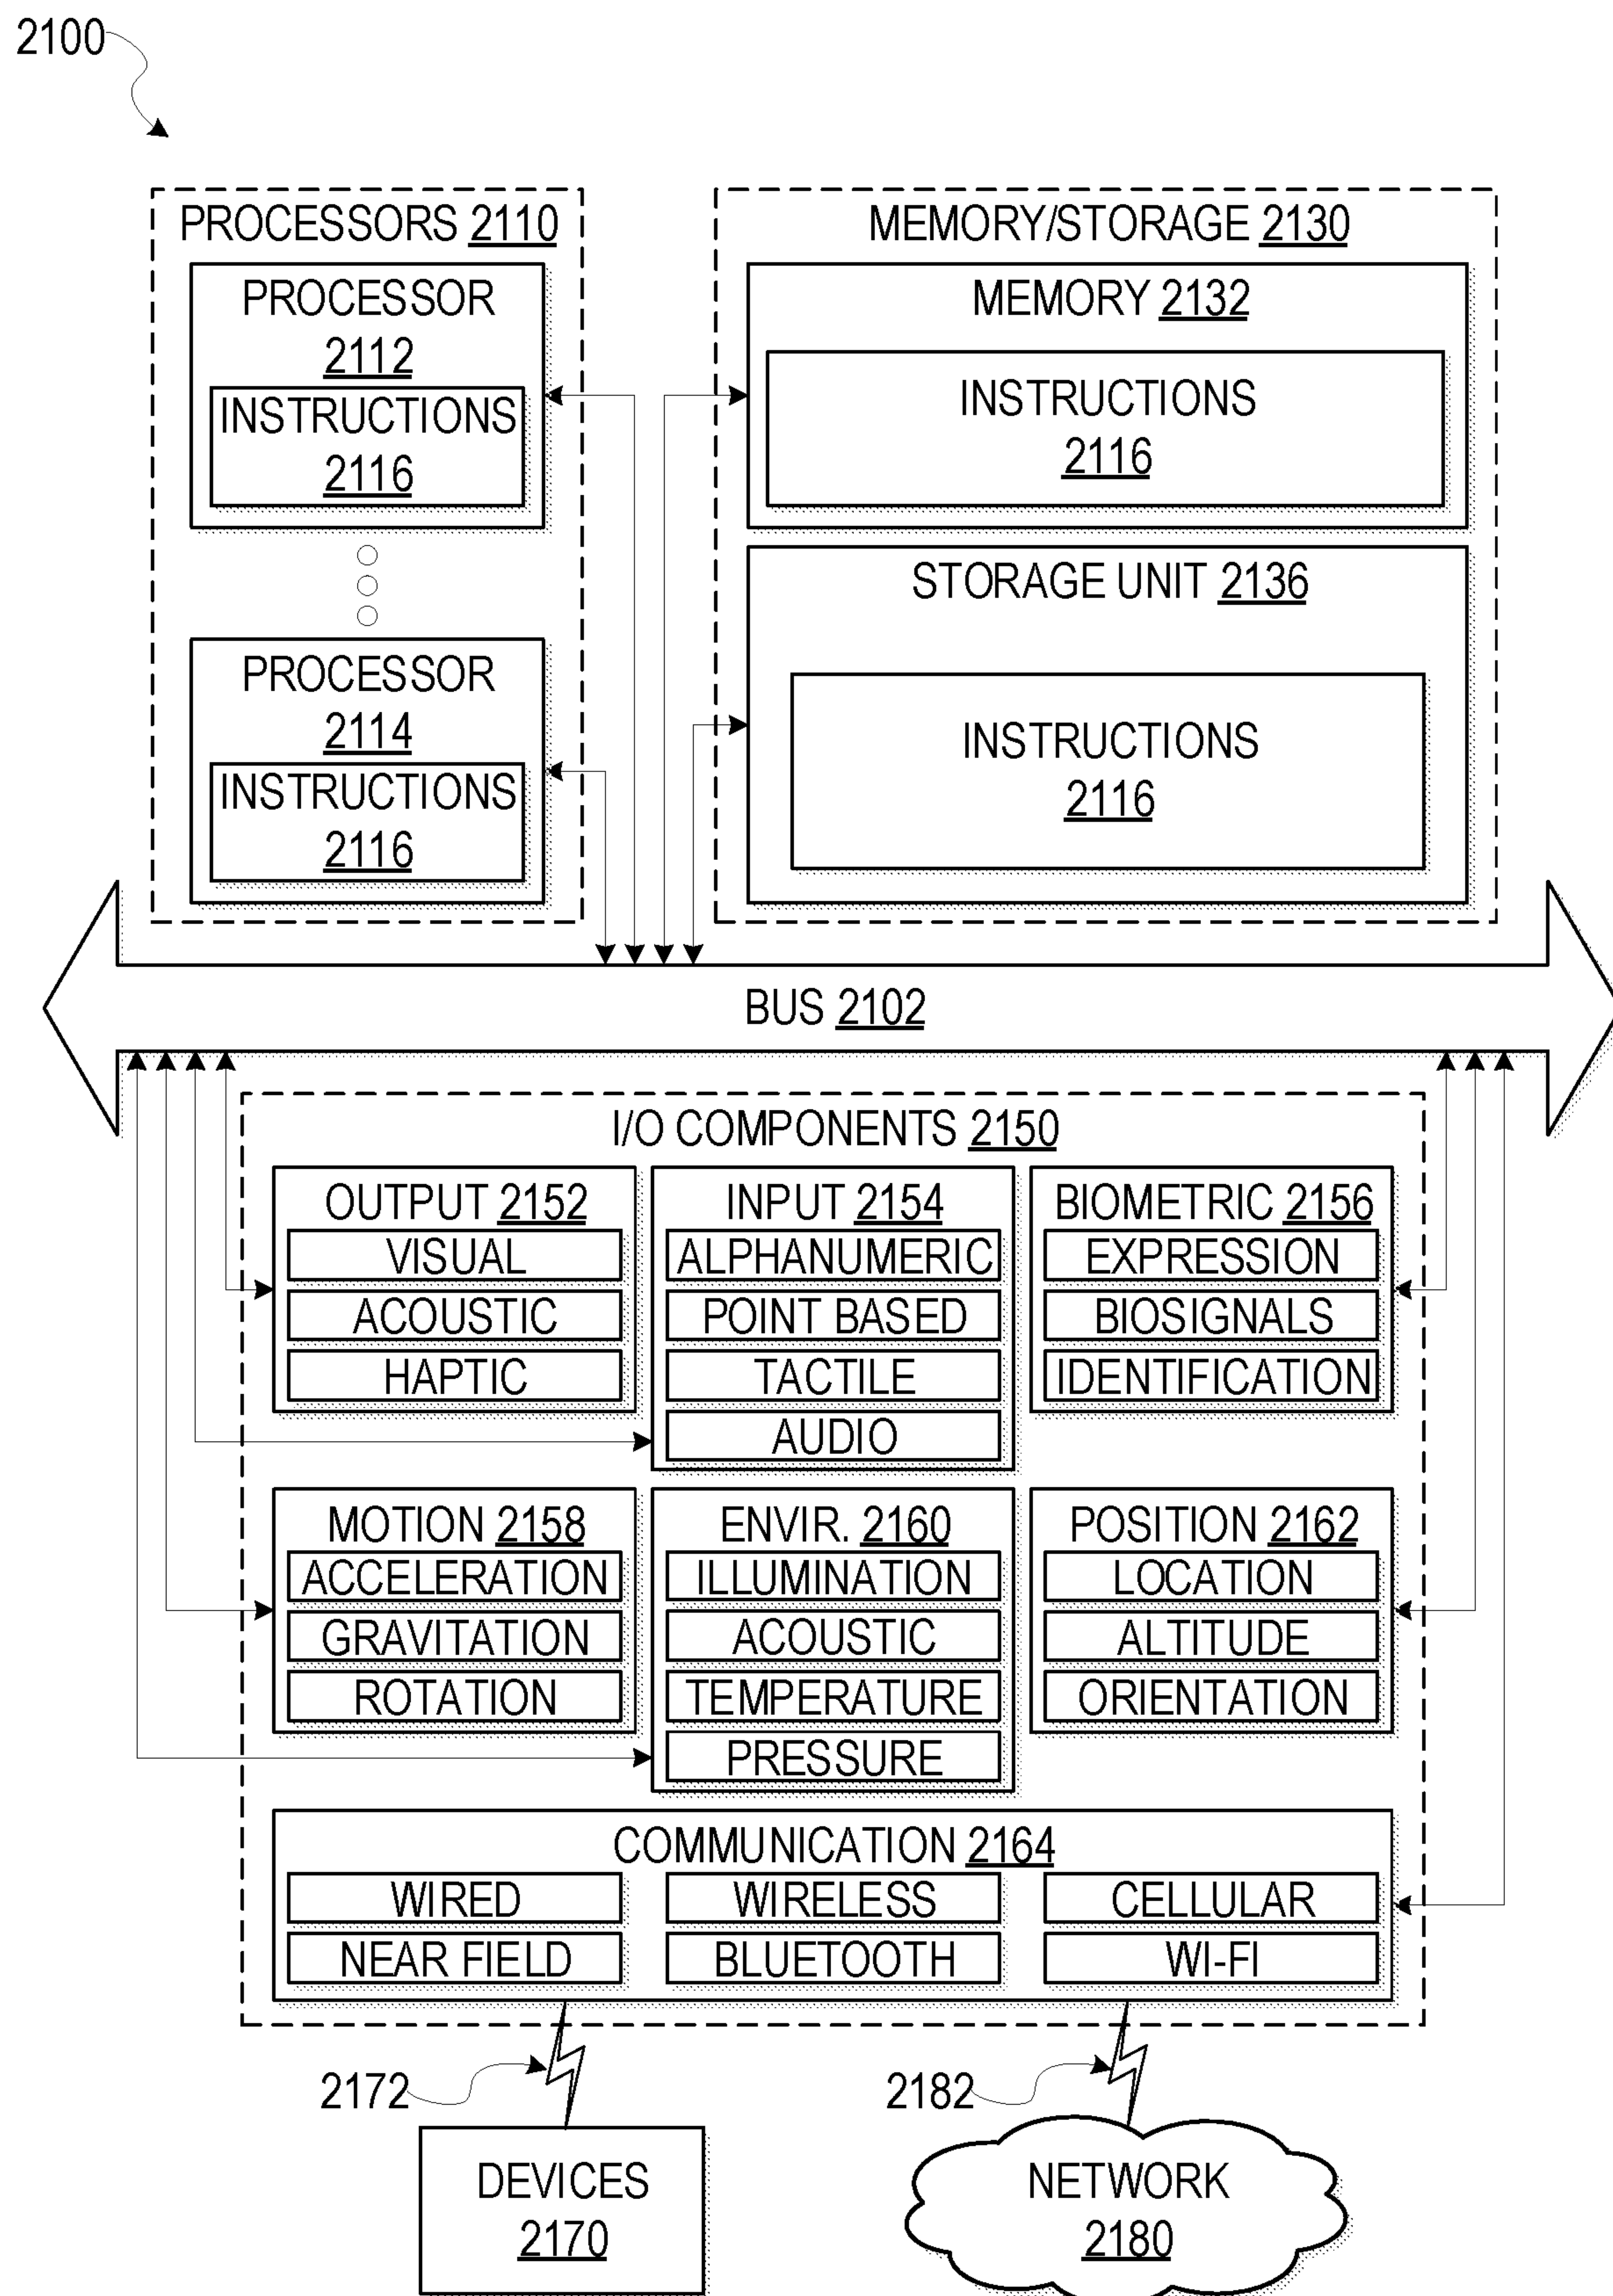 2100
PROCESSORS 2110
PROCESSOR
2112
INSTRUCTIONS
2116
PROCESSOR
2114
INSTRUCTIONS
2116
MEMORY/STORAGE 2130
MEMORY 2132
INSTRUCTIONS
2116
STORAGE UNIT 2136
INSTRUCTIONS
2116
BUS 2102
I/O COMPONENTS 2150
OUTPUT 2152
VISUAL
ACOUSTIC
HAPTIC
INPUT 2154
ALPHANUMERIC
POINT BASED
TACTILE
AUDIO
BIOMETRIC 2156
EXPRESSION
BIOSIGNALS
IDENTIFICATION
MOTION 2158
ACCELERATION
GRAVITATION
ROTATION
ENVIR. 2160
ILLUMINATION
ACOUSTIC
TEMPERATURE
PRESSURE
POSITION 2162
LOCATION
ALTITUDE
ORIENTATION
COMMUNICATION 2164
WIRED
WIRELESS
CELLULAR
NEAR FIELD
BLUETOOTH
WI-FI
2172
2182
DEVICES
2170
NETWORK
2180